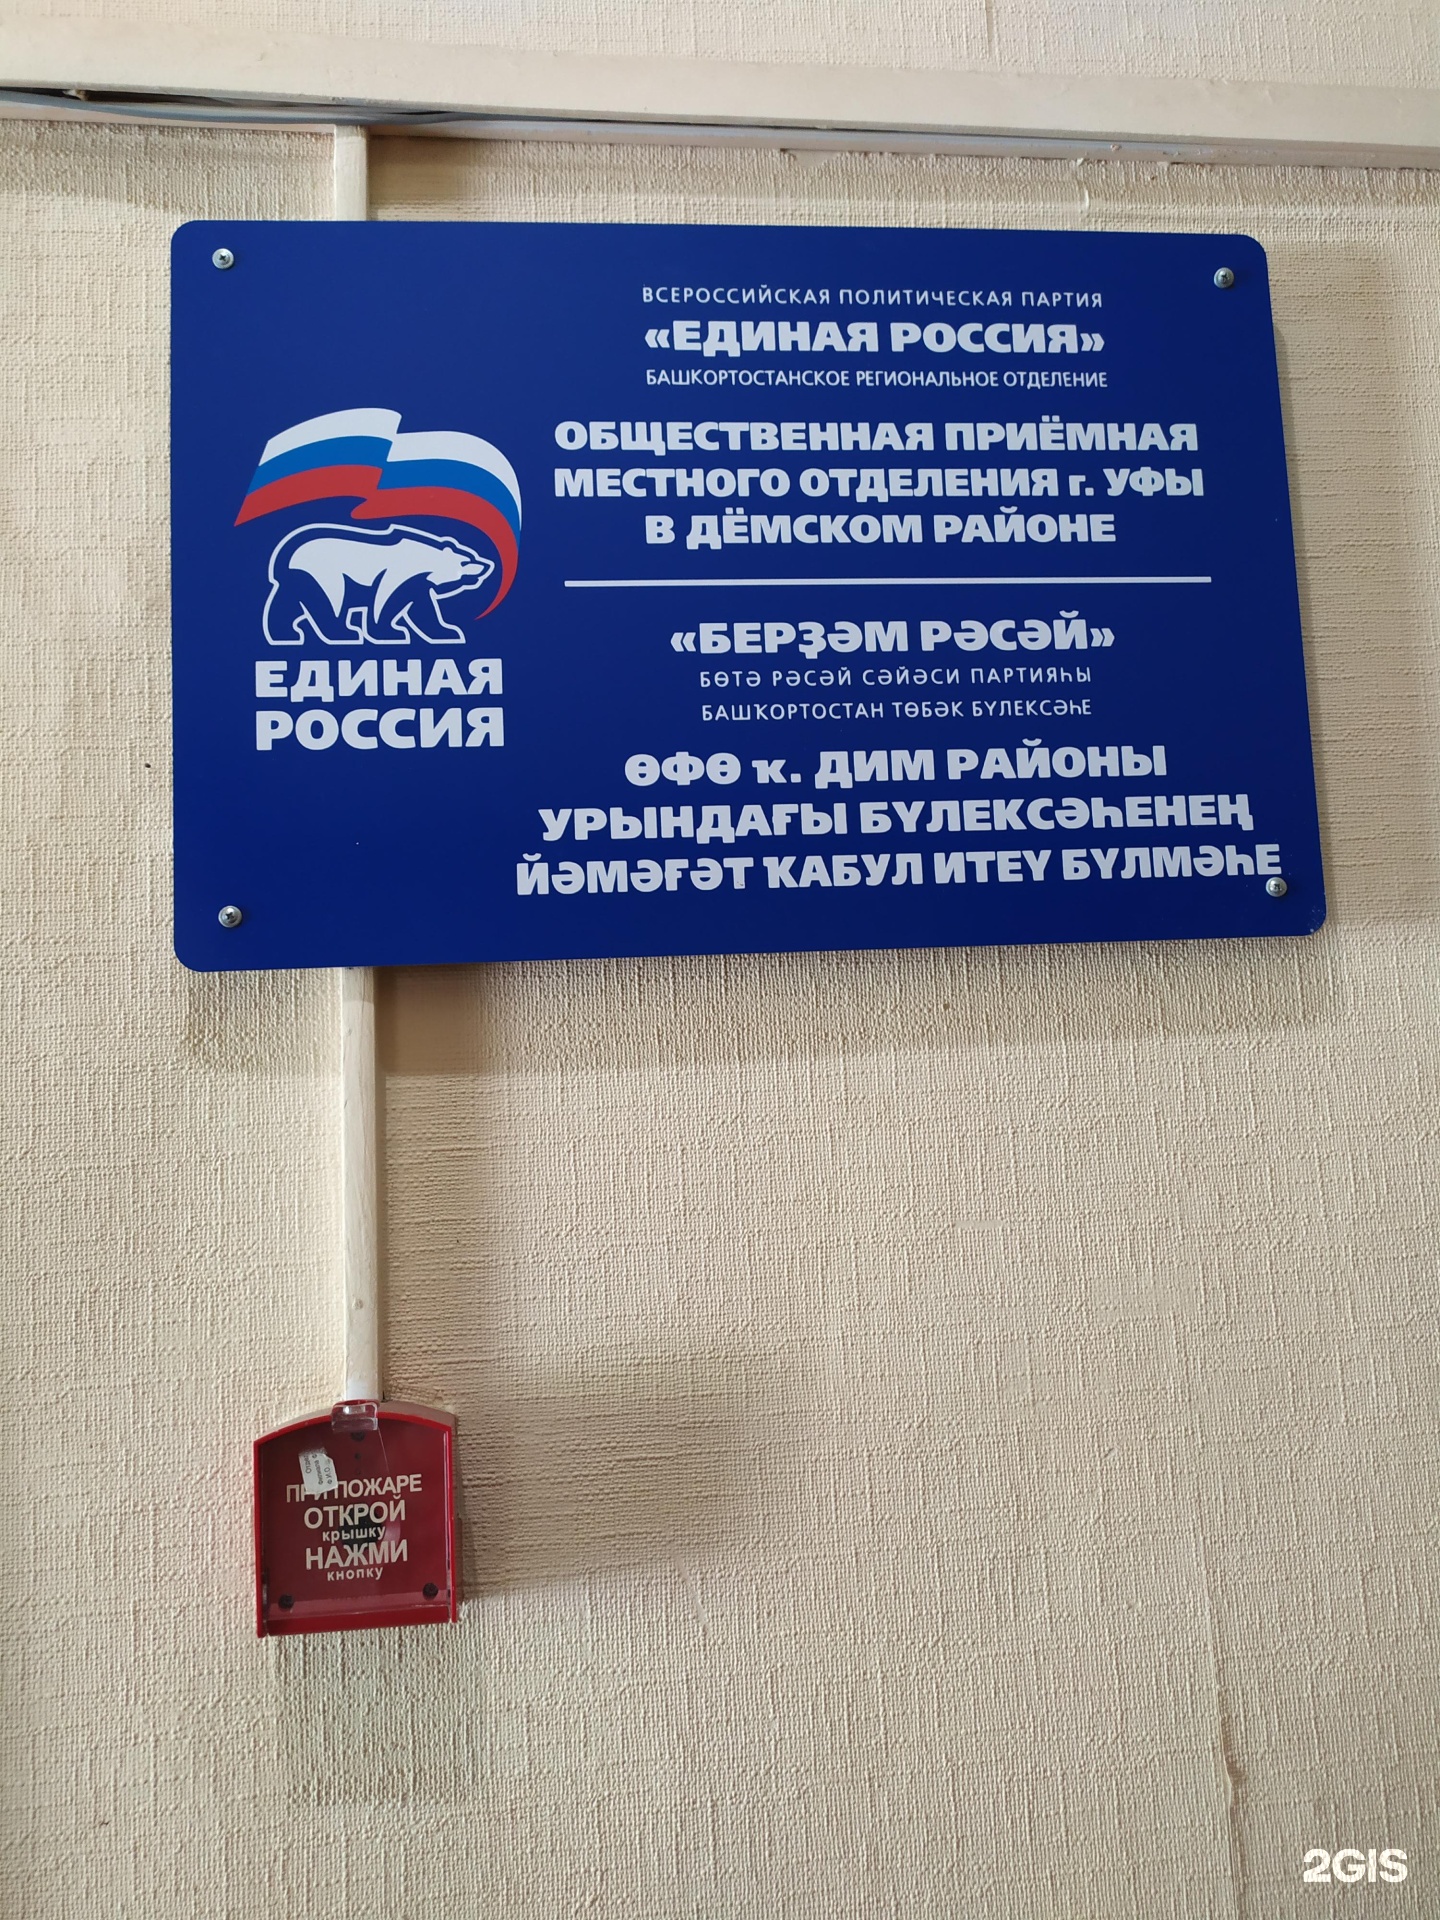 ВСЕРОССИЙСКАЯ ПОЛИТИЧЕСКАЯ ПАРТИЯ
«ЕДИНАЯ РОССИЯ»
БАШКОРТОСТАНСКОЕ РЕГИОНАЛЬНОЕ ОТДЕЛЕНИЕ
ОБЩЕСТВЕННАЯ ПРИЁМНАЯ
МЕСТНОГО ОТДЕЛЕНИЯ г. УФЫ
В ДЁМСКОМ РАЙОНЕ
«БЕРҘӘМ РӘСӘЙ»
БӨТӘ РӘСӘЙ СӘЙӘСИ ПАРТИЯҺЫ
БАШҠОРТОСТАН ТӨБӘК БҮЛЕКСӘҺЕ
ӨФӨ ҡ. ДИМ РАЙОНЫ
УРЫНДАҒЫ БҮЛЕКСӘҺЕНЕҢ
ЙӘМӘҒӘТ ҠАБУЛ ИТЕҮ БҮЛМӘҺЕ
ЕДИНАЯ
РОССИЯ
ПРИ ПОЖАРЕ
ОТКРОЙ
крышку
НАЖМИ
кнопку
2GIS